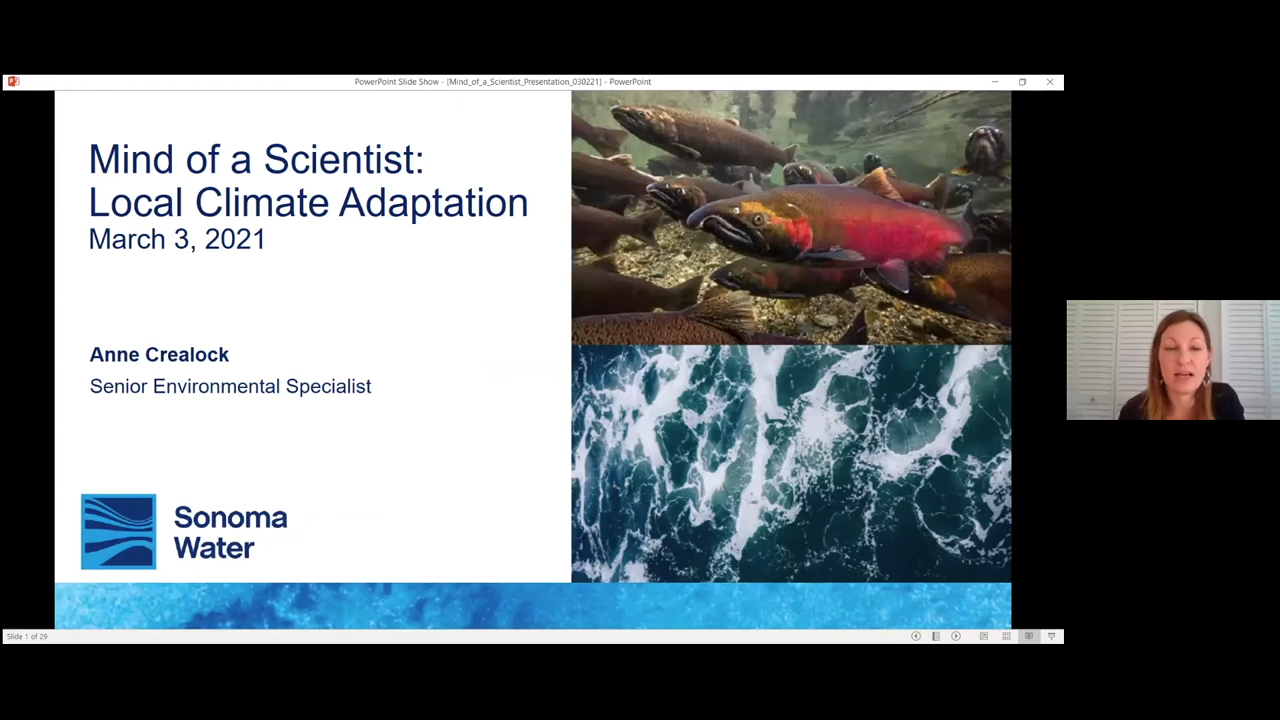 PowerPoint Slide Show - [Mind_of_a_Scientist_Presentation_030221] - PowerPoint
Mind of a Scientist:
Local Climate Adaptation
March 3, 2021
Anne Crealock
Senior Environmental Specialist
Sonoma
Water
Slide 1 of 29